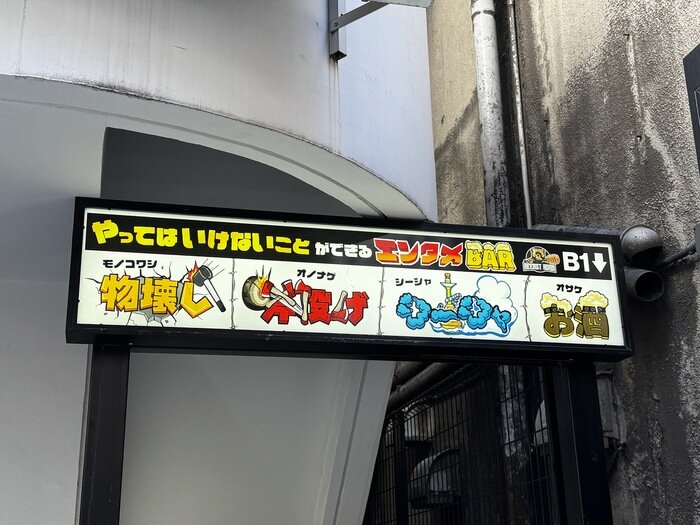 やってはいけないことができるエンタメBAR B1↓
モノコワシ
物壊し
オノナゲ
斧投げ
シーシャ
シーシャ
オサケ
お酒